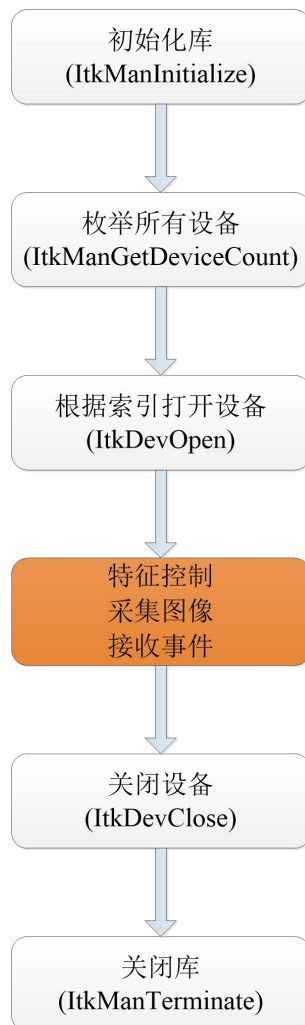 初始化库
(ItkManInitialize)
枚举所有设备
(ItkManGetDeviceCount)
根据索引打开设备
(ItkDevOpen)
特征控制
采集图像
接收事件
关闭设备
(ItkDevClose)
关闭库
(ItkManTerminate)